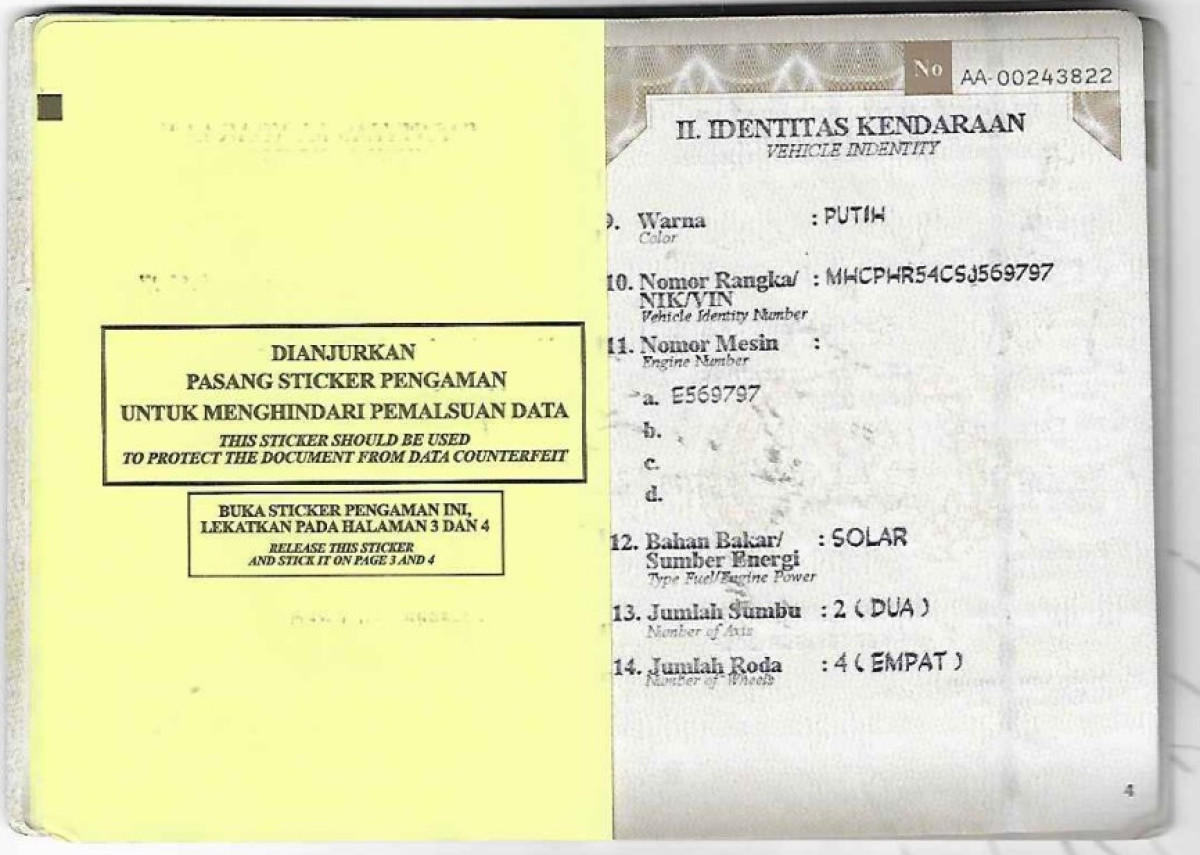 DIANJURKAN
PASANG STICKER PENGAMAN
UNTUK MENGHINDARI PEMALSUAN DATA
THIS STICKER SHOULD BE USED
TO PROTECT THE DOCUMENT FROM DATA COUNTERFEIT
BUKA STICKER PENGAMAN INI,
LEKATKAN PADA HALAMAN 3 DAN 4
RELEASE THIS STICKER
AND STICK IT ON PAGE 3 AND 4
No AA-00243822
II. IDENTITAS KENDARAAN
VEHICLE INDENTITY
9. Warna : PUTIH
Color
10. Nomor Rangka/ : MHCPHR54CSJ569797
NIK/VIN
Vehicle Identity Number
11. Nomor Mesin :
Engine Number
a. E569797
b.
c.
d.
12. Bahan Bakar/ : SOLAR
Sumber Energi
Type Fuel/Engine Power
13. Jumlah Sumbu : 2 ( DUA )
Number of Axis
14. Jumlah Roda : 4 ( EMPAT )
Number of Wheels
4